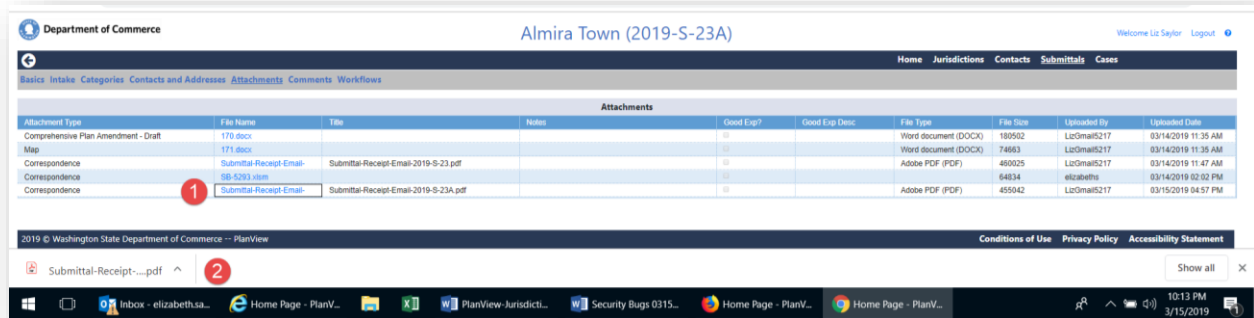 Department of Commerce
Almira Town (2019-S-23A)
Welcome Liz Saylor Logout
Home Jurisdictions Contacts Submittals Cases
Basics Intake Categories Contacts and Addresses Attachments Comments Workflows
Attachments
Attachment Type File Name Title Notes Good Exp? Good Exp Desc File Type File Size Uploaded By Uploaded Date
Comprehensive Plan Amendment - Draft 170.docx Word document (DOCX) 180502 LizGmail5217 03/14/2019 11:35 AM
Map 171.docx Word document (DOCX) 74663 LizGmail5217 03/14/2019 11:35 AM
Correspondence Submittal-Receipt-Email- Submittal-Receipt-Email-2019-S-23.pdf Adobe PDF (PDF) 460025 LizGmail5217 03/14/2019 11:47 AM
Correspondence SB-5293.xlsm 64834 elizabeths 03/14/2019 02:02 PM
Correspondence 1 Submittal-Receipt-Email- Submittal-Receipt-Email-2019-S-23A.pdf Adobe PDF (PDF) 455042 LizGmail5217 03/15/2019 04:57 PM
2019 © Washington State Department of Commerce -- PlanView Conditions of Use Privacy Policy Accessibility Statement
Submittal-Receipt-....pdf 2 Show all
Inbox - elizabeth.sa... Home Page - PlanV... PlanView-Jurisdicti... Security Bugs 0315... Home Page - PlanV... Home Page - PlanV... 10:13 PM
3/15/2019